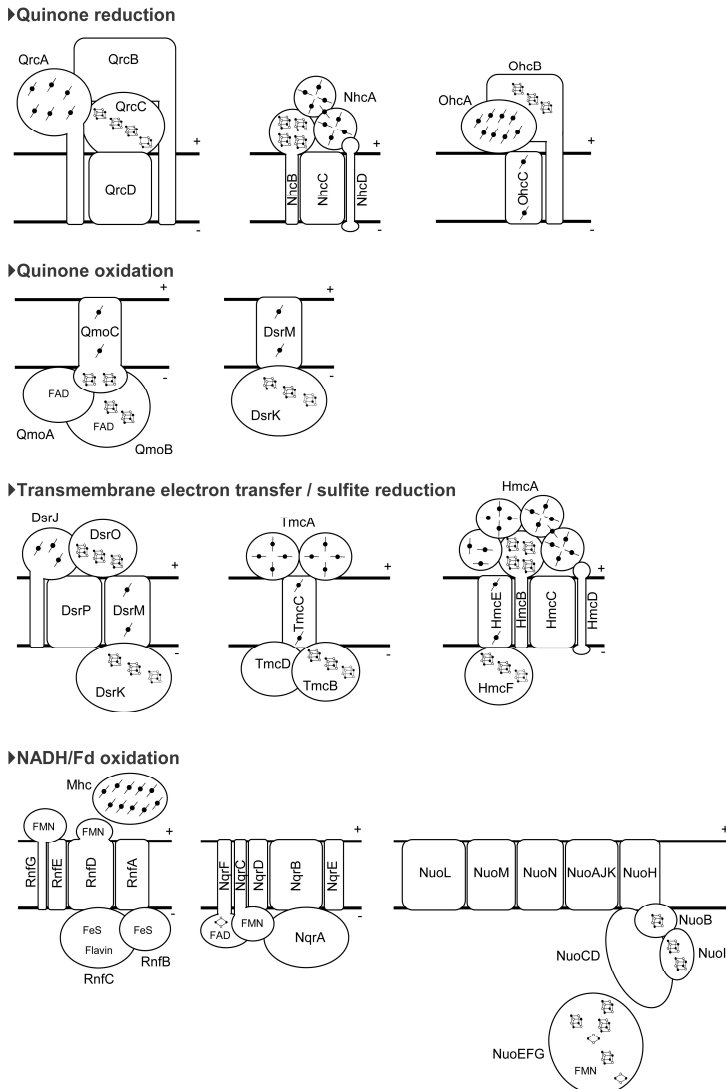 Quinone reduction
QrcA
QrcB
QrcC
QrcD
+
-
NhcA
NhcB
NhcC
NhcD
+
-
OhcB
OhcA
OhcC
+
-
Quinone oxidation
QmoC
FAD
FAD
QmoA
QmoB
+
-
DsrM
DsrK
+
-
Transmembrane electron transfer / sulfite reduction
DsrJ
DsrO
DsrP
DsrM
DsrK
+
-
TmcA
TmcC
TmcD
TmcB
+
-
HmcA
HmcE
HmcB
HmcC
HmcD
HmcF
+
-
NADH/Fd oxidation
Mhc
FMN
FMN
RnfG
RnfE
RnfD
RnfA
FeS
Flavin
FeS
RnfB
RnfC
+
-
NqrF
NqrC
NqrD
NqrB
NqrE
FAD
FMN
NqrA
+
-
NuoL
NuoM
NuoN
NuoAJK
NuoH
NuoB
NuoCD
NuoI
NuoEFG
FMN
+